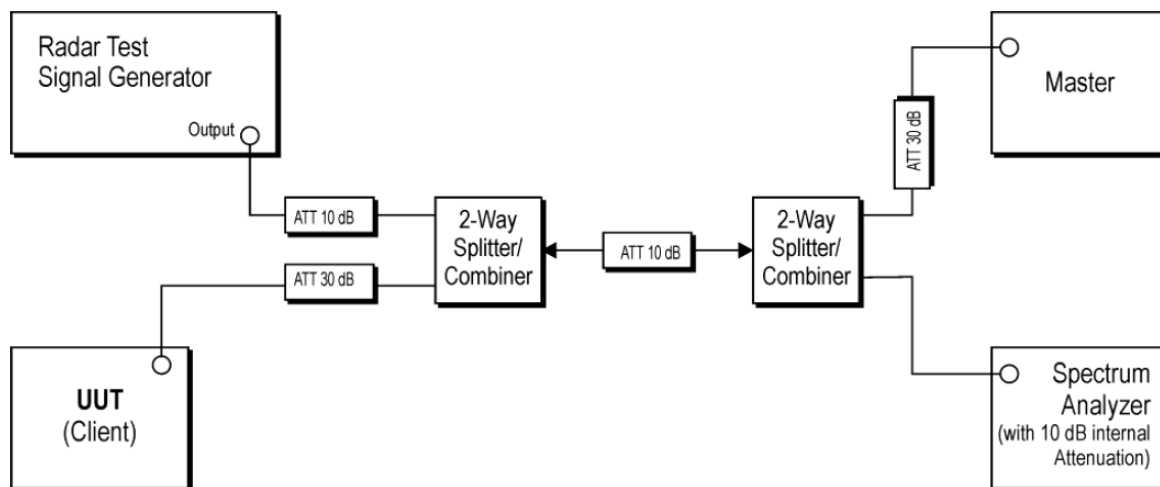 Radar Test
Signal Generator
Output
Master
ATT 30 dB
ATT 10 dB
2-Way
Splitter/
Combiner
ATT 10 dB
2-Way
Splitter/
Combiner
ATT 30 dB
UUT
(Client)
Spectrum
Analyzer
(with 10 dB internal
Attenuation)